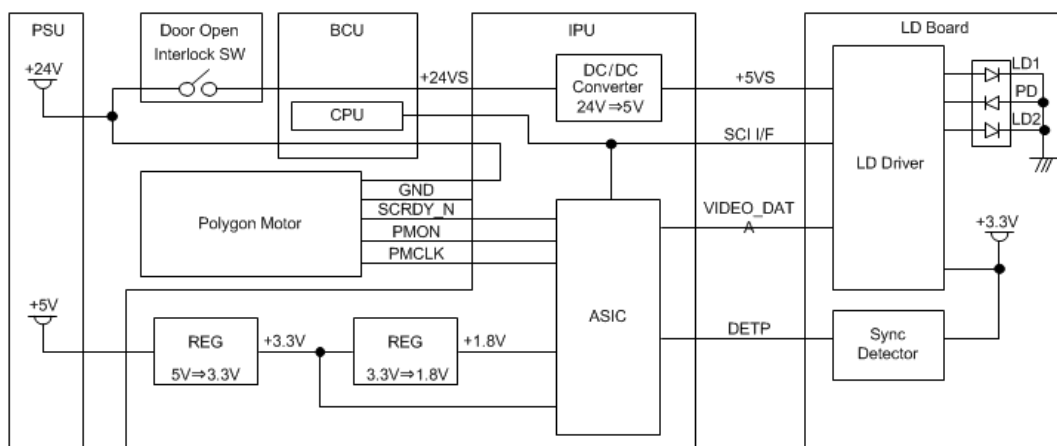 PSU
Door Open
Interlock SW
BCU
IPU
LD Board
+24V
+24VS
DC/DC
Converter
24V⇒5V
+5VS
LD1
PD
LD2
CPU
SCI I/F
LD Driver
GND
SCRDY_N
PMON
PMCLK
Polygon Motor
VIDEO_DAT
A
+3.3V
ASIC
+5V
REG
5V⇒3.3V
+3.3V
REG
3.3V⇒1.8V
+1.8V
DETP
Sync
Detector